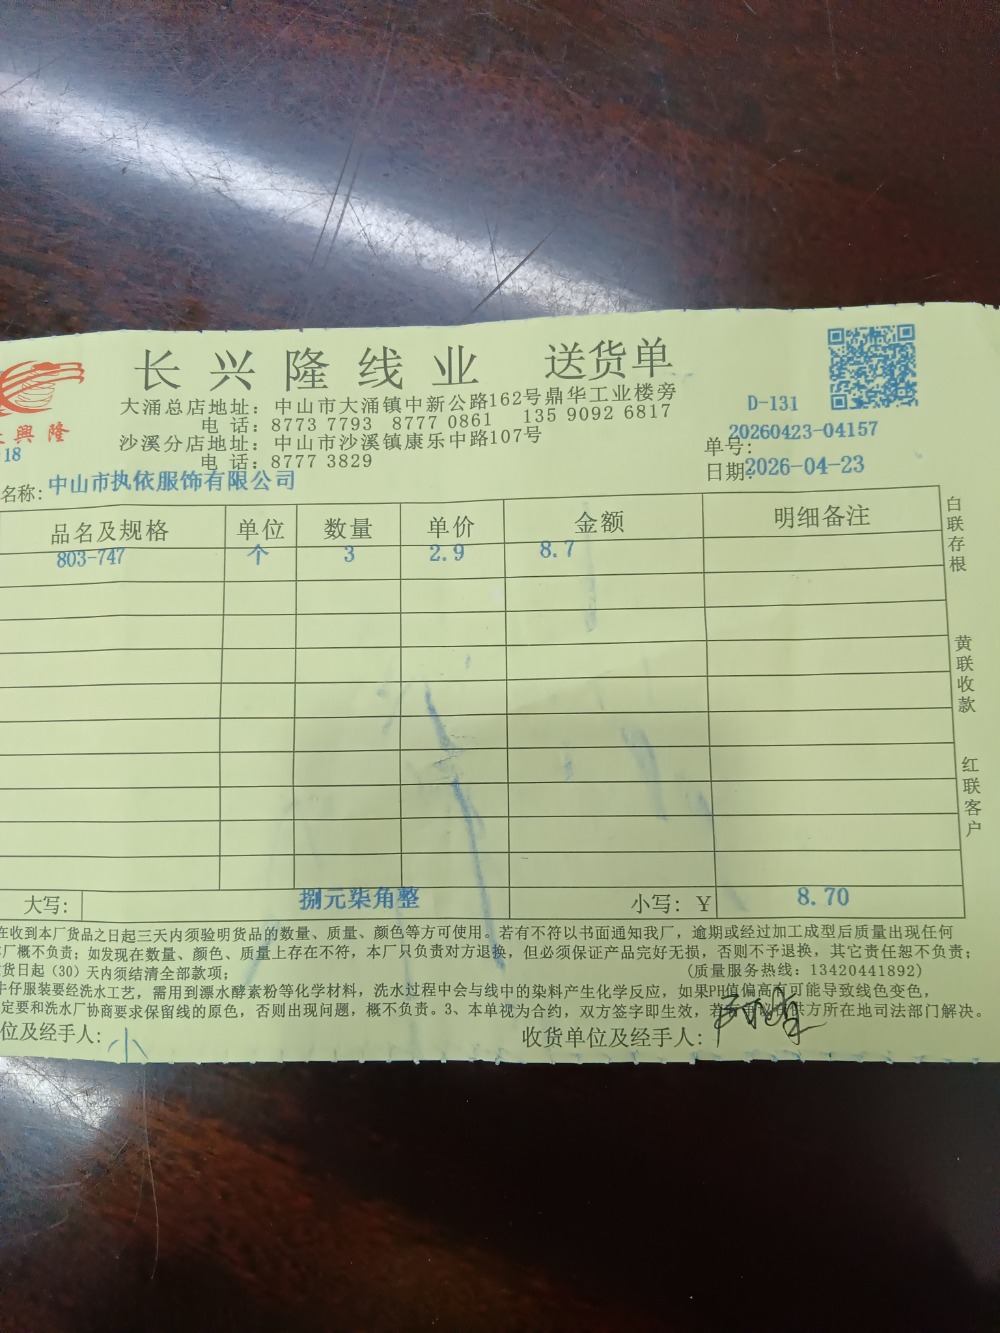 长兴隆线业 送货单
興隆
18
大涌总店地址：中山市大涌镇中新公路162号鼎华工业楼旁
电话：8773 7793 8777 0861 135 9092 6817
沙溪分店地址：中山市沙溪镇康乐中路107号
电话：8777 3829
D-131
单号：20260423-04157
日期：2026-04-23
名称：中山市执依服饰有限公司
品名及规格 单位 数量 单价 金额 明细备注
803-747 个 3 2.9 8.7
白联存根
黄联收款
红联客户
大写： 捌元柒角整 小写：Y 8.70
在收到本厂货品之日起三天内须验明货品的数量、质量、颜色等方可使用。若有不符以书面通知我厂，逾期或经过加工成型后质量出现任何
厂概不负责；如发现在数量、颜色、质量上存在不符，本厂只负责对方退换，但必须保证产品完好无损，否则不予退换，其它责任恕不负责；
货日起（30）天内须结清全部款项； （质量服务热线：13420441892）
牛仔服装要经洗水工艺，需用到漂水酵素粉等化学材料，洗水过程中会与线中的染料产生化学反应，如果PH值偏高有可能导致线色变色，
定要和洗水厂协商要求保留线的原色，否则出现问题，概不负责。3、本单视为合约，双方签字即生效，若供方所在地司法部门解决。
位及经手人： 小 收货单位及经手人：